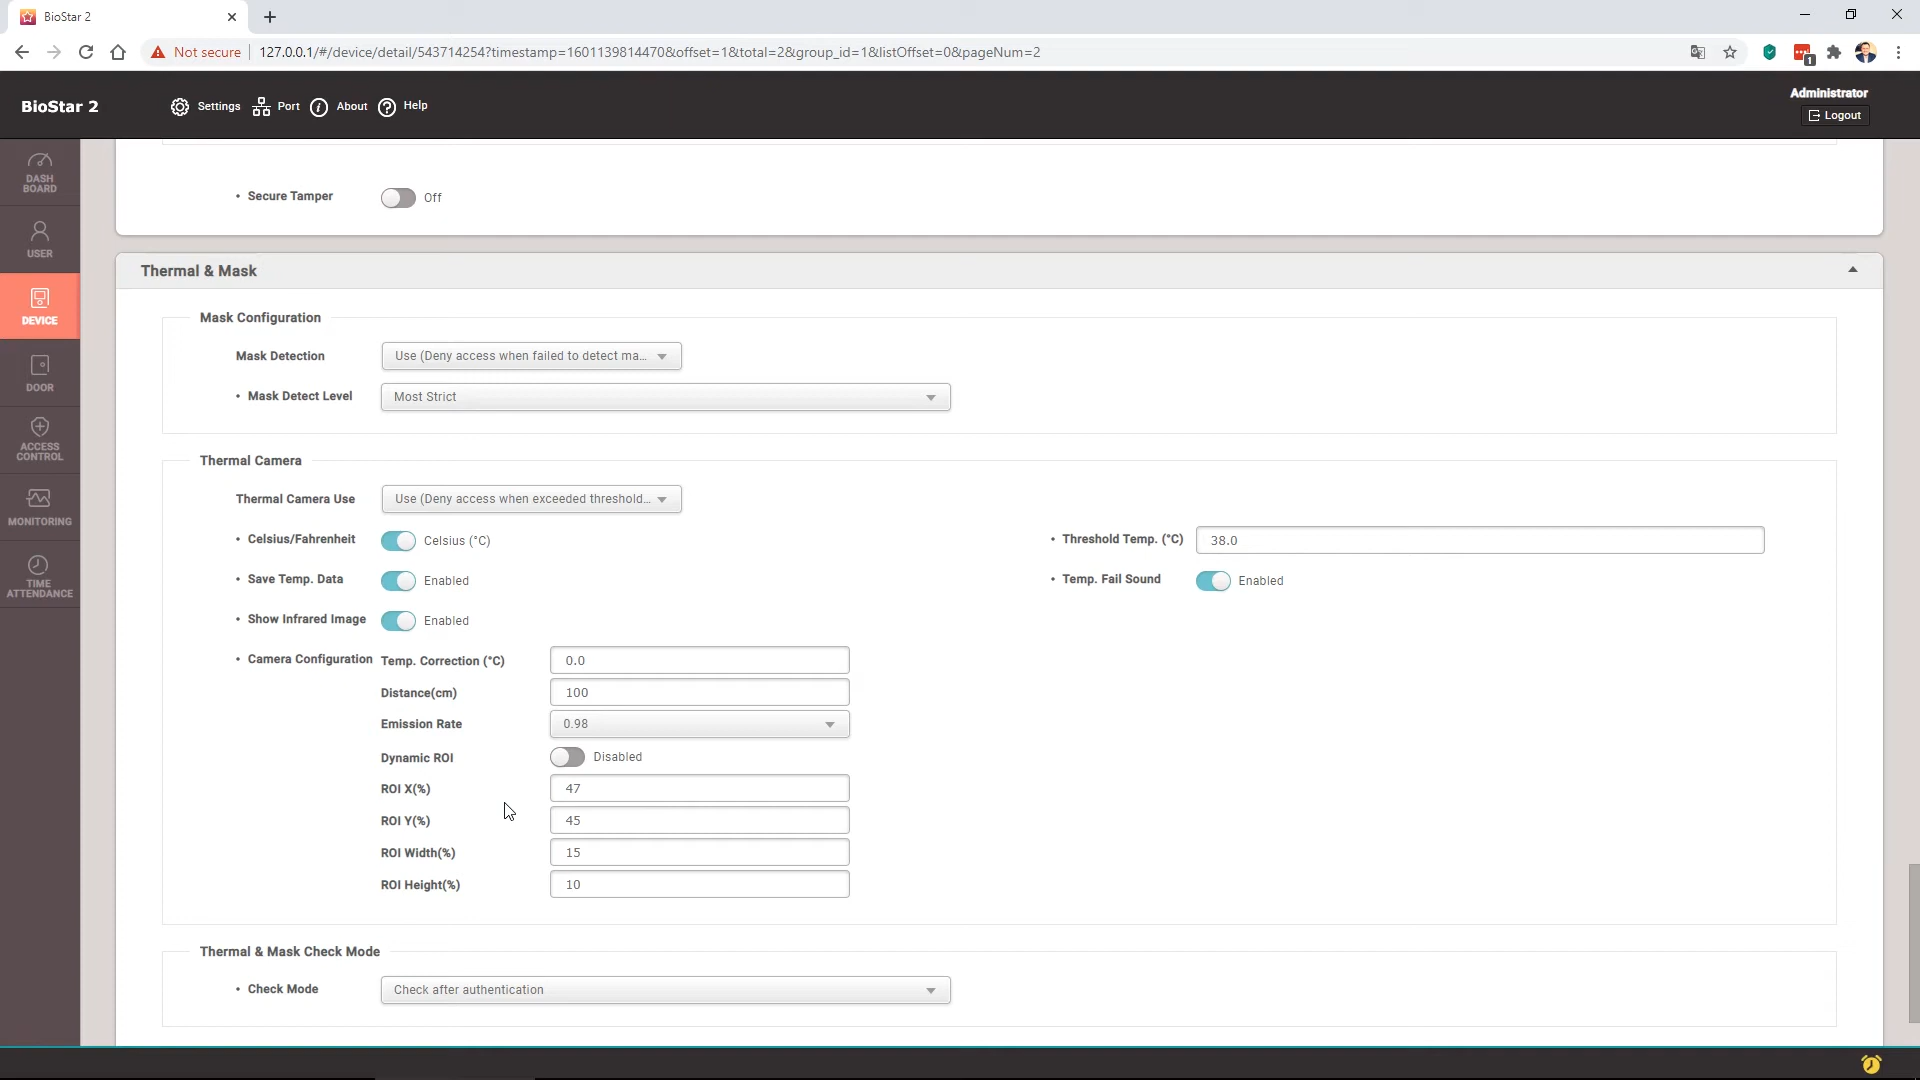 BioStar 2
Not secure
127.0.0.1/#/device/detail/543714254?timestamp=1601139814470&offset=1&total=2&group_id=1&listOffset=0&pageNum=2
1
BioStar 2
Settings
Port
About
Help
Administrator
Logout
DASH
BOARD
USER
DEVICE
DOOR
ACCESS
CONTROL
MONITORING
TIME
ATTENDANCE
• Secure Tamper Off
Thermal & Mask
Mask Configuration
Mask Detection Use (Deny access when failed to detect ma...
• Mask Detect Level Most Strict
Thermal Camera
Thermal Camera Use Use (Deny access when exceeded threshold...
• Celsius/Fahrenheit Celsius (°C) • Threshold Temp. (°C) 38.0
• Save Temp. Data Enabled • Temp. Fail Sound Enabled
• Show Infrared Image Enabled
• Camera Configuration Temp. Correction (°C) 0.0
Distance(cm) 100
Emission Rate 0.98
Dynamic ROI Disabled
ROI X(%) 47
ROI Y(%) 45
ROI Width(%) 15
ROI Height(%) 10
Thermal & Mask Check Mode
• Check Mode Check after authentication